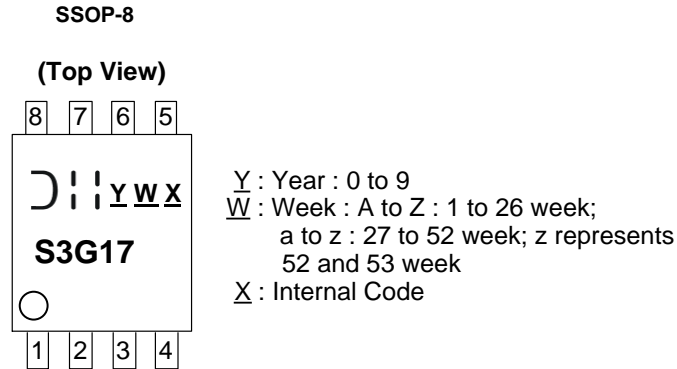 SSOP-8
(Top View)
8 7 6 5
Y W X
S3G17
1 2 3 4
Y : Year : 0 to 9
W : Week : A to Z : 1 to 26 week;
a to z : 27 to 52 week; z represents
52 and 53 week
X : Internal Code